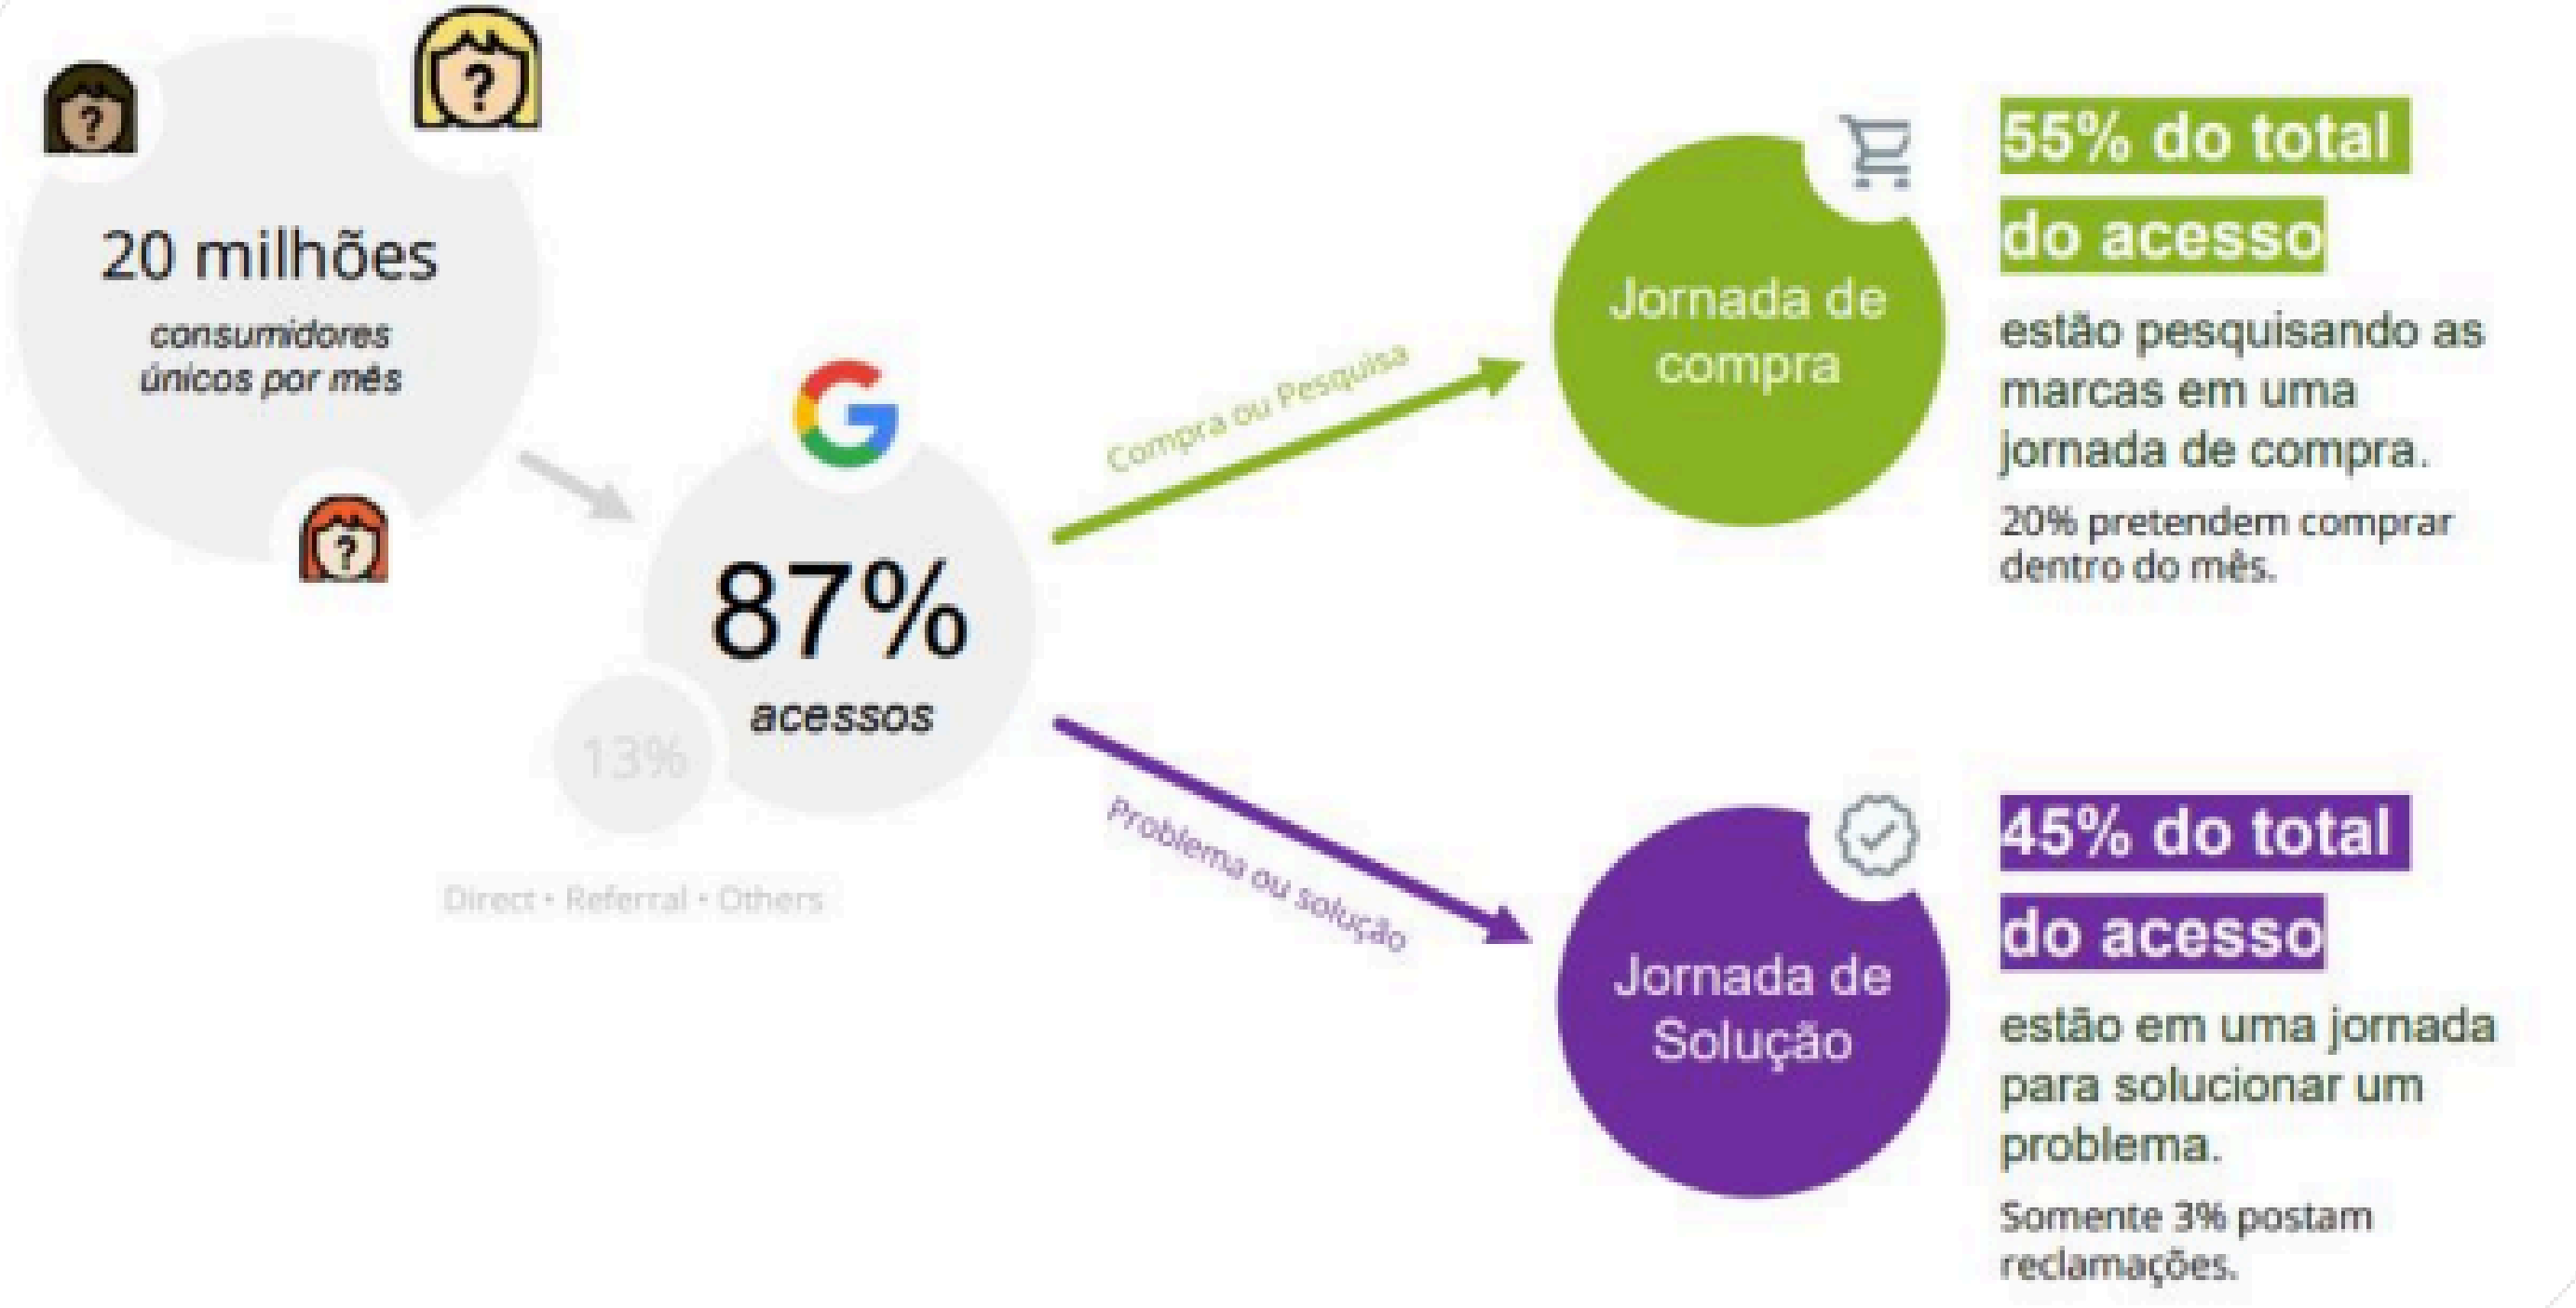 20 milhões
consumidores
únicos por mês
87%
acessos
13%
Direct • Referral • Others
Compra ou Pesquisa
Jornada de
compra
55% do total
do acesso
estão pesquisando as
marcas em uma
jornada de compra.
20% pretendem comprar
dentro do mês.
Problema ou solução
Jornada de
Solução
45% do total
do acesso
estão em uma jornada
para solucionar um
problema.
Somente 3% postam
reclamações.